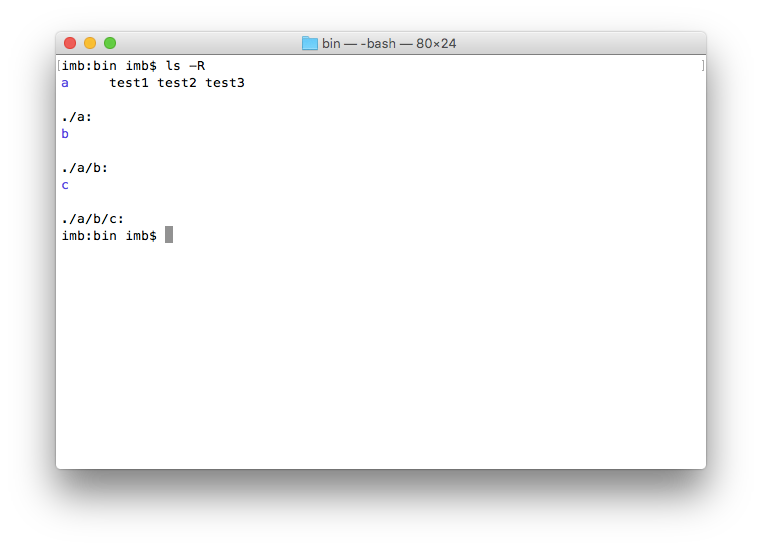 bin — -bash — 80×24
[imb:bin imb$ ls -R ]
a     test1 test2 test3
./a:
b
./a/b:
c
./a/b/c:
imb:bin imb$